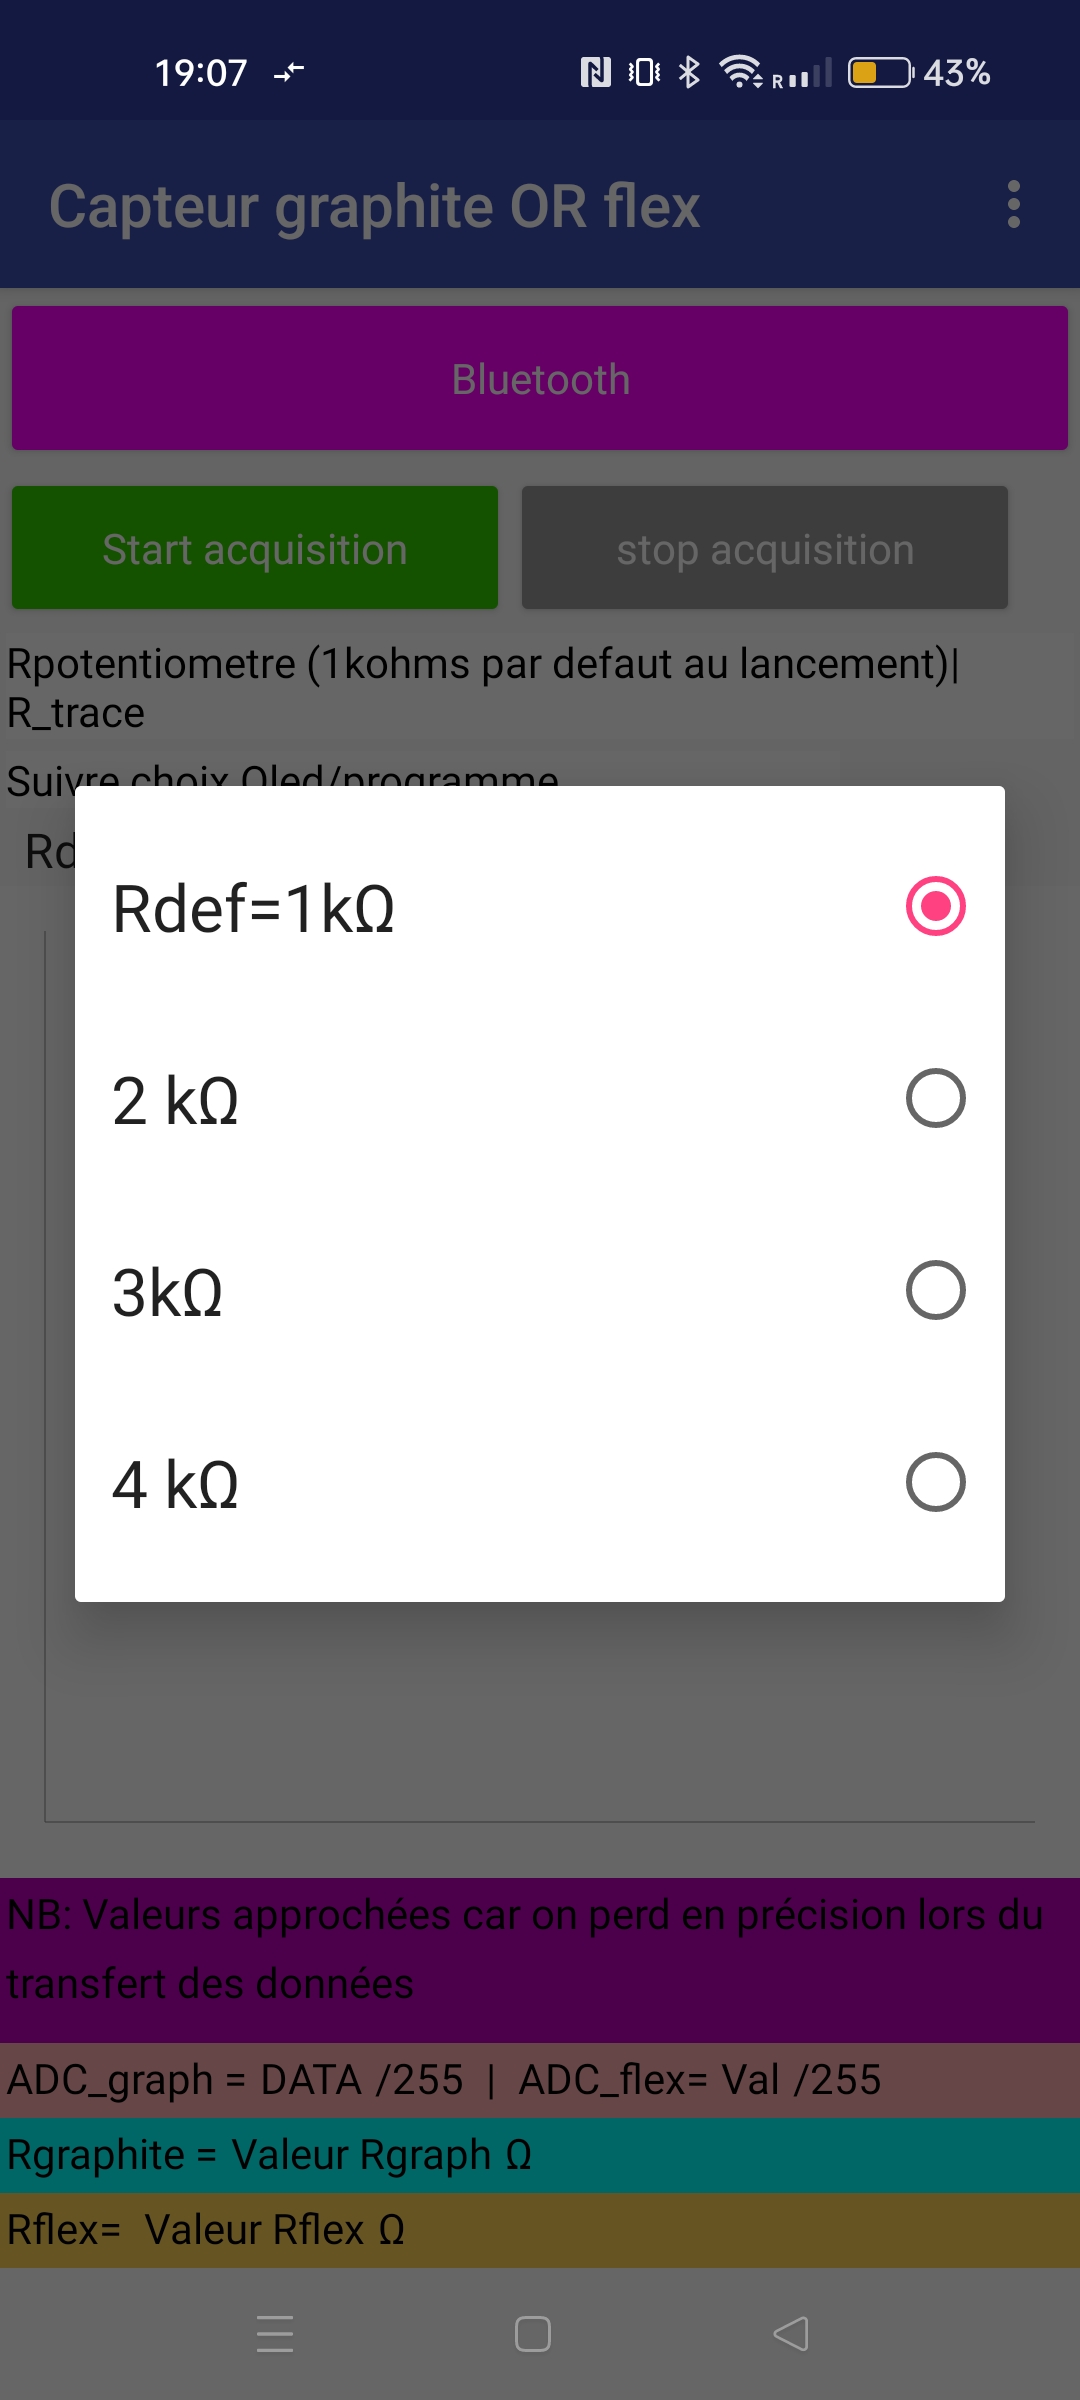 19:07
R
43%
Capteur graphite OR flex
Bluetooth
Start acquisition
stop acquisition
Rpotentiometre (1kohms par defaut au lancement)|
R_trace
Suivre choix Oled/programme
Rd
Rdef=1kΩ
2 kΩ
3kΩ
4 kΩ
NB: Valeurs approchées car on perd en précision lors du
transfert des données
ADC_graph = DATA /255 | ADC_flex= Val /255
Rgraphite = Valeur Rgraph Ω
Rflex= Valeur Rflex Ω